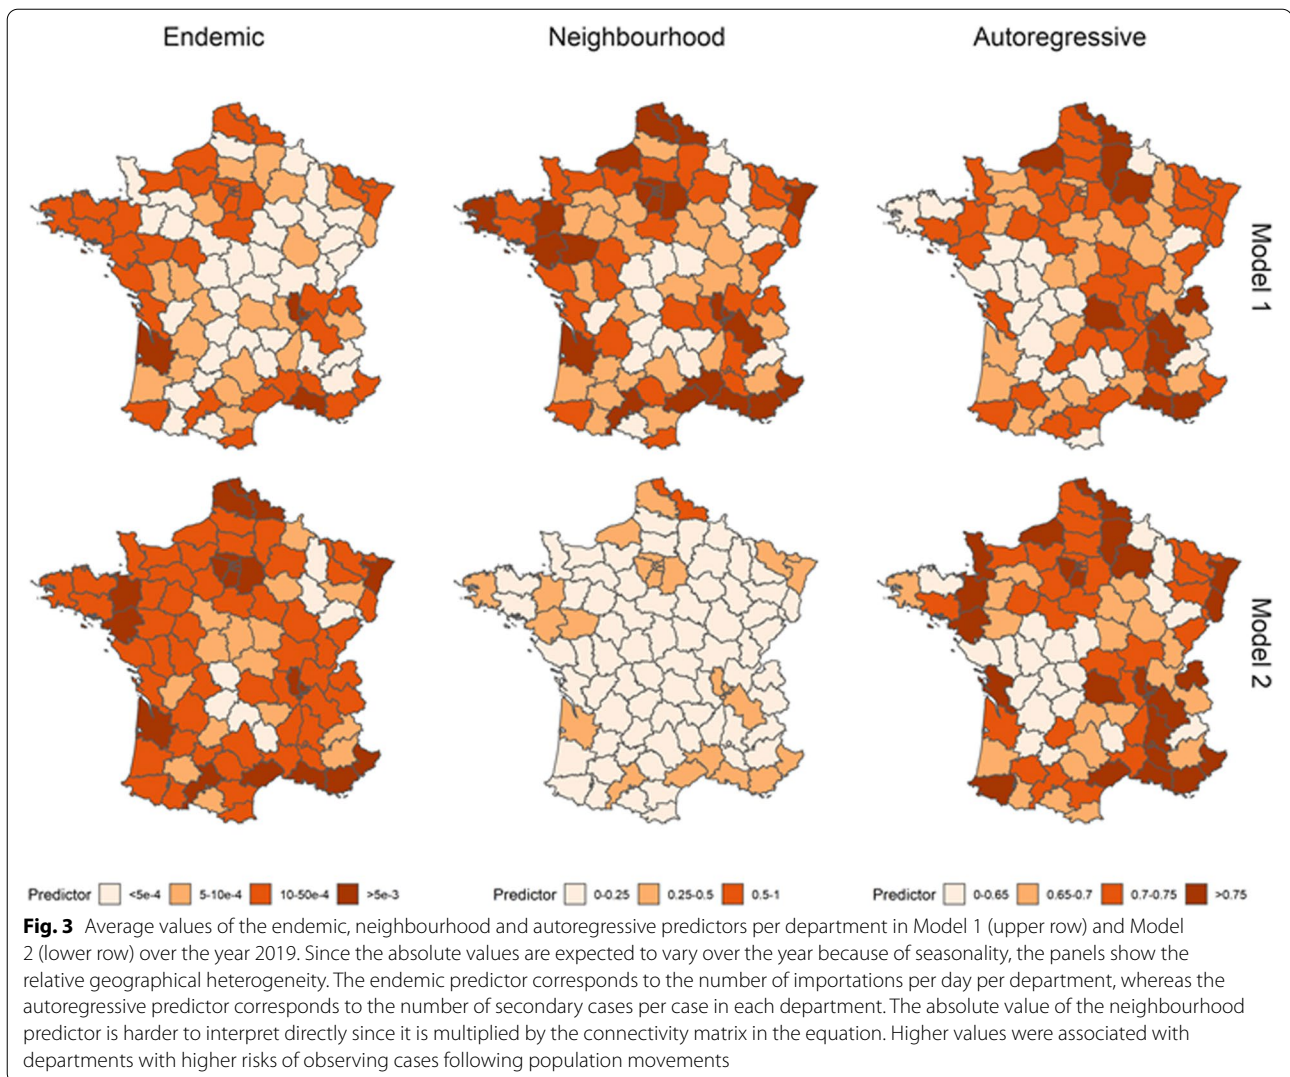 Endemic Neighbourhood Autoregressive
Model 1
Model 2
Predictor <5e-4 5-10e-4 10-50e-4 >5e-3
Predictor 0-0.25 0.25-0.5 0.5-1
Predictor 0-0.65 0.65-0.7 0.7-0.75 >0.75
Fig. 3 Average values of the endemic, neighbourhood and autoregressive predictors per department in Model 1 (upper row) and Model
2 (lower row) over the year 2019. Since the absolute values are expected to vary over the year because of seasonality, the panels show the
relative geographical heterogeneity. The endemic predictor corresponds to the number of importations per day per department, whereas the
autoregressive predictor corresponds to the number of secondary cases per case in each department. The absolute value of the neighbourhood
predictor is harder to interpret directly since it is multiplied by the connectivity matrix in the equation. Higher values were associated with
departments with higher risks of observing cases following population movements